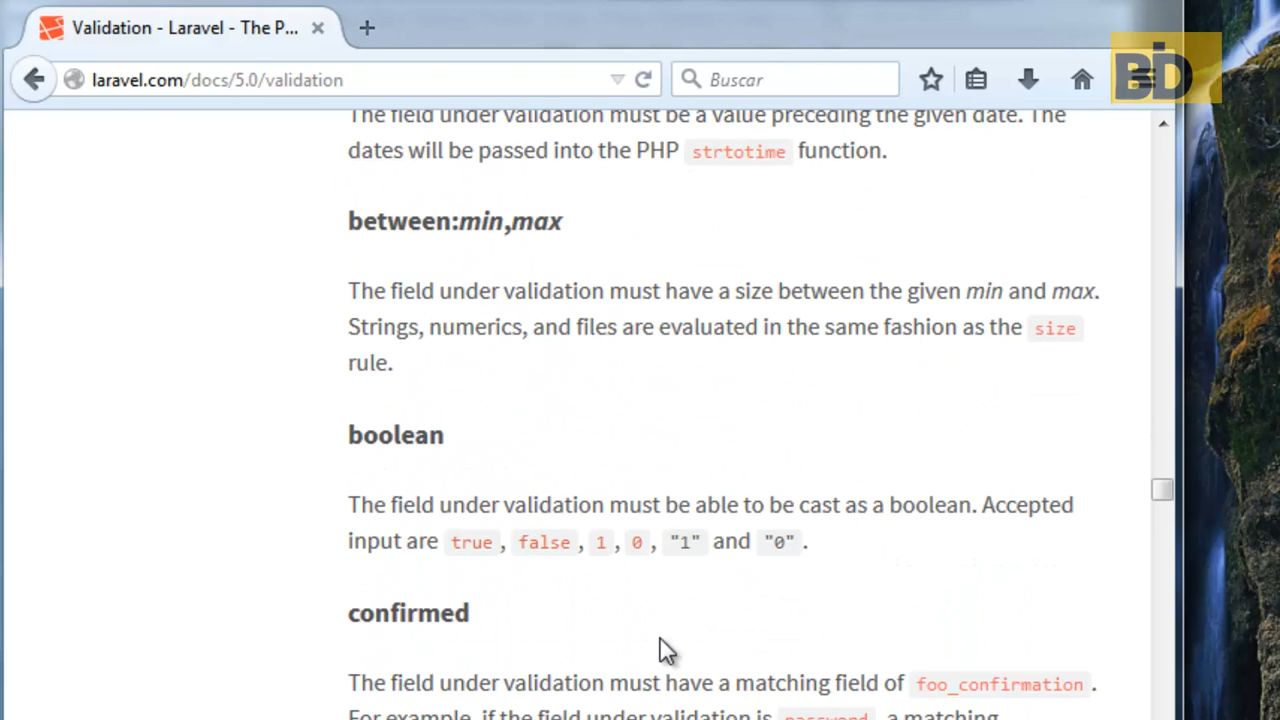 Validation - Laravel - The P...
laravel.com/docs/5.0/validation
Buscar
BID
The field under validation must be a value preceding the given date. The
dates will be passed into the PHP strtotime function.
between:min,max
The field under validation must have a size between the given min and max.
Strings, numerics, and files are evaluated in the same fashion as the size
rule.
boolean
The field under validation must be able to be cast as a boolean. Accepted
input are true, false, 1, 0, "1" and "0".
confirmed
The field under validation must have a matching field of foo_confirmation.
For example, if the field under validation is password, a matching